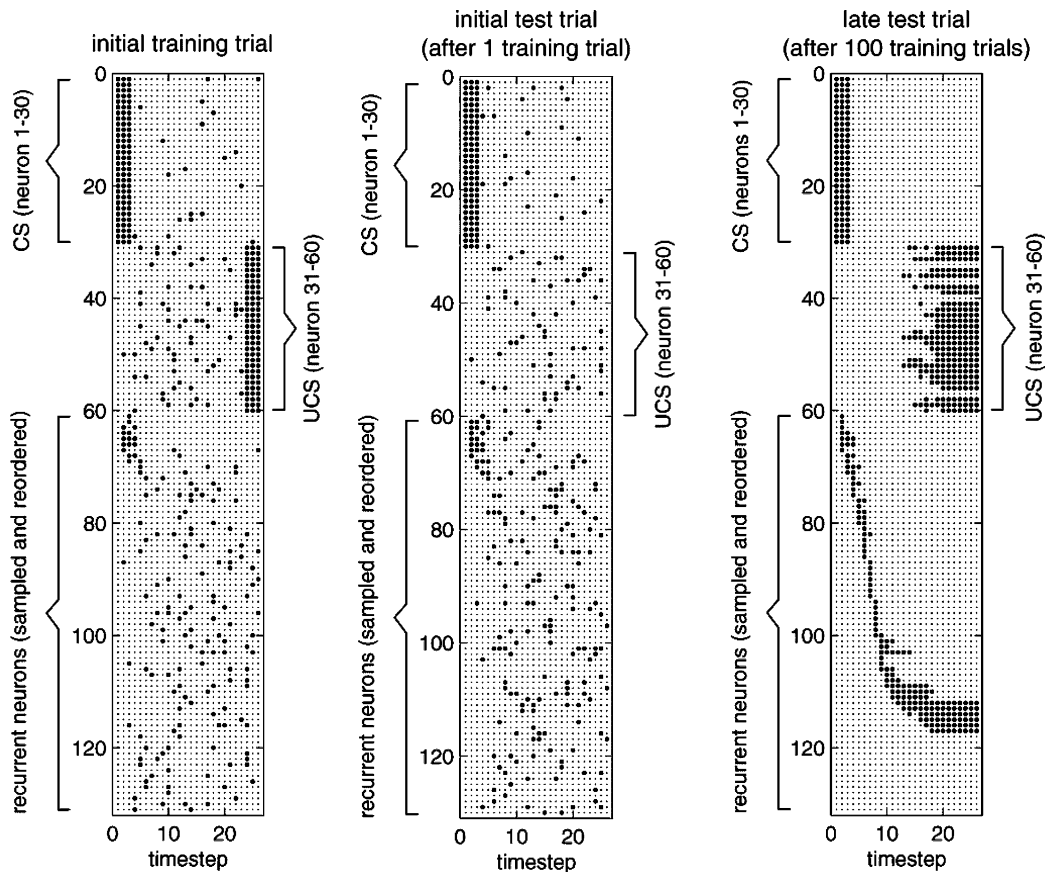 initial training trial
0
20
40
60
80
100
120
0 10 20
timestep
CS (neuron 1-30)
UCS (neuron 31-60)
recurrent neurons (sampled and reordered)
initial test trial
(after 1 training trial)
0
20
40
60
80
100
120
0 10 20
timestep
CS (neuron 1-30)
UCS (neuron 31-60)
recurrent neurons (sampled and reordered)
late test trial
(after 100 training trials)
0
20
40
60
80
100
120
0 10 20
timestep
CS (neurons 1-30)
UCS (neuron 31-60)
recurrent neurons (sampled and reordered)